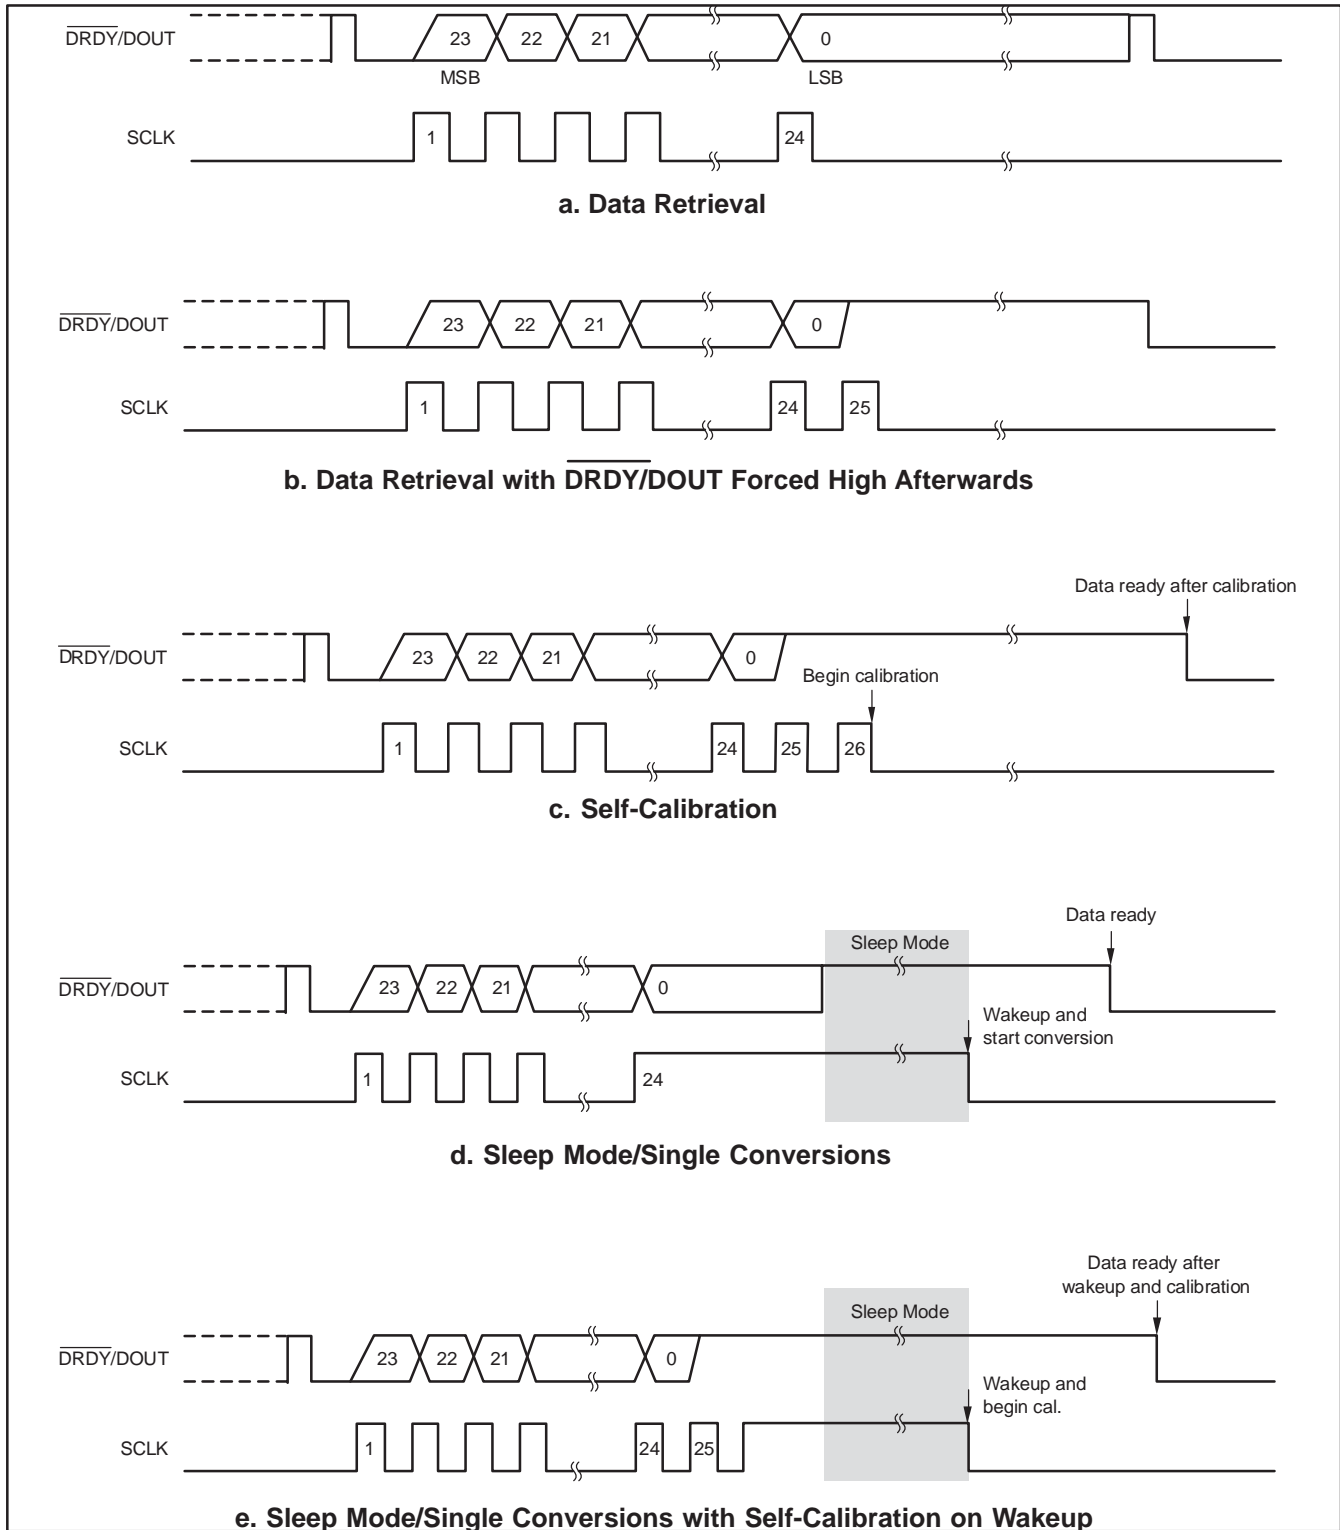 DRDY/DOUT 23 22 21 0
MSB LSB
SCLK 1 24
a. Data Retrieval
DRDY/DOUT 23 22 21 0
SCLK 1 24 25
b. Data Retrieval with DRDY/DOUT Forced High Afterwards
Data ready after calibration
DRDY/DOUT 23 22 21 0
Begin calibration
SCLK 1 24 25 26
c. Self-Calibration
Data ready
Sleep Mode
DRDY/DOUT 23 22 21 0
Wakeup and
start conversion
SCLK 1 24
d. Sleep Mode/Single Conversions
Data ready after
wakeup and calibration
Sleep Mode
DRDY/DOUT 23 22 21 0
Wakeup and
begin cal.
SCLK 1 24 25
e. Sleep Mode/Single Conversions with Self-Calibration on Wakeup